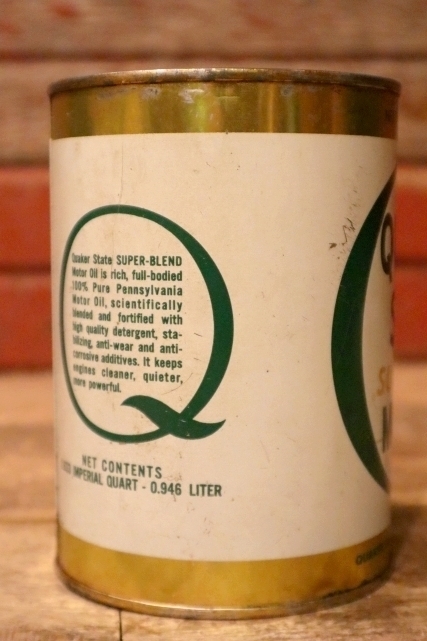 Quaker State SUPER-BLEND
Motor Oil is rich, full-bodied
100% Pure Pennsylvania
Motor Oil, scientifically
blended and fortified with
high quality detergent, sta-
bilizing, anti-wear and anti-
corrosive additives. It keeps
engines cleaner, quieter,
more powerful.
NET CONTENTS
IMPERIAL QUART - 0.946 LITER